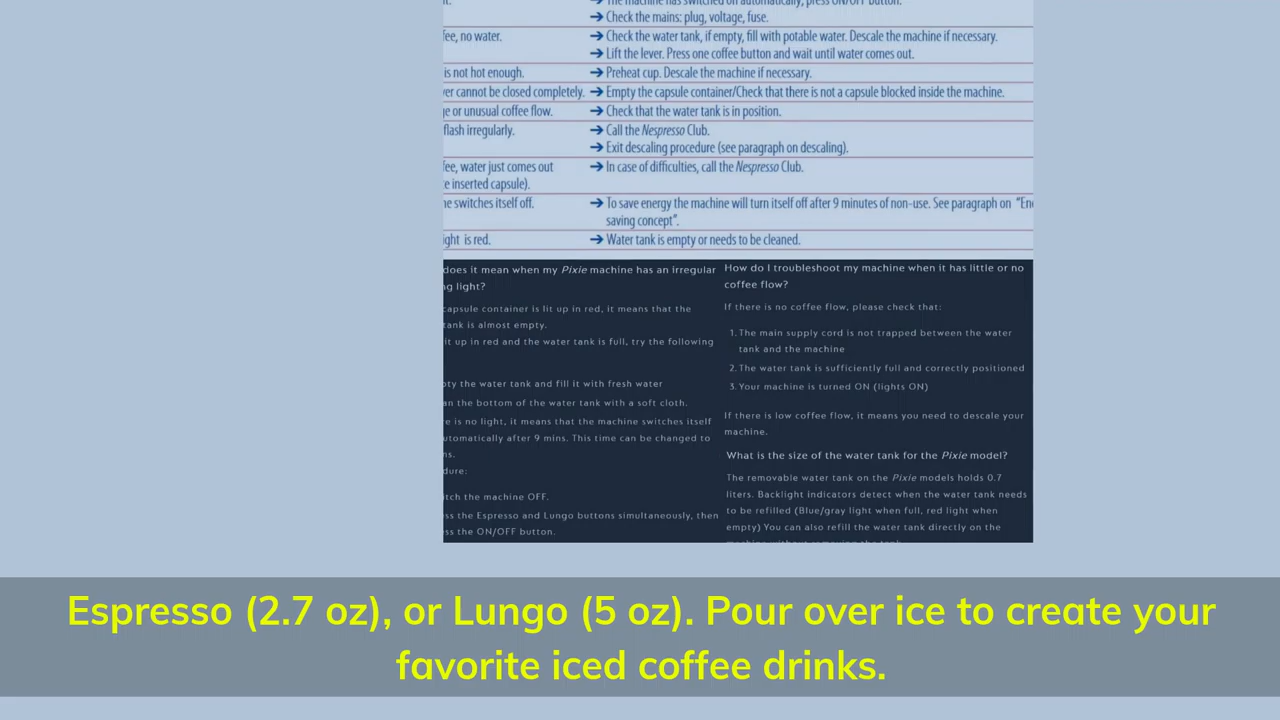 The machine has switched on automatically, press ON/OFF button.
➔ Check the mains: plug, voltage, fuse.
fee, no water.
➔ Check the water tank, if empty, fill with potable water. Descale the machine if necessary.
➔ Lift the lever. Press one coffee button and wait until water comes out.
is not hot enough.
➔ Preheat cup. Descale the machine if necessary.
er cannot be closed completely.
➔ Empty the capsule container/Check that there is not a capsule blocked inside the machine.
e or unusual coffee flow.
➔ Check that the water tank is in position.
flash irregularly.
➔ Call the Nespresso Club.
➔ Exit descaling procedure (see paragraph on descaling).
fee, water just comes out
e inserted capsule).
➔ In case of difficulties, call the Nespresso Club.
ne switches itself off.
➔ To save energy the machine will turn itself off after 9 minutes of non-use. See paragraph on "En
saving concept".
ight is red.
➔ Water tank is empty or needs to be cleaned.
does it mean when my Pixie machine has an irregular
ng light?
capsule container is lit up in red, it means that the
tank is almost empty.
it up in red and the water tank is full, try the following
pty the water tank and fill it with fresh water
an the bottom of the water tank with a soft cloth.
re is no light, it means that the machine switches itself
utomatically after 9 mins. This time can be changed to
ns.
dure:
itch the machine OFF.
ss the Espresso and Lungo buttons simultaneously, then
ess the ON/OFF button.
How do I troubleshoot my machine when it has little or no
coffee flow?
If there is no coffee flow, please check that:
1. The main supply cord is not trapped between the water
tank and the machine
2. The water tank is sufficiently full and correctly positioned
3. Your machine is turned ON (lights ON)
If there is low coffee flow, it means you need to descale your
machine.
What is the size of the water tank for the Pixie model?
The removable water tank on the Pixie models holds 0.7
liters. Backlight indicators detect when the water tank needs
to be refilled (Blue/gray light when full, red light when
empty) You can also refill the water tank directly on the
Espresso (2.7 oz), or Lungo (5 oz). Pour over ice to create your
favorite iced coffee drinks.